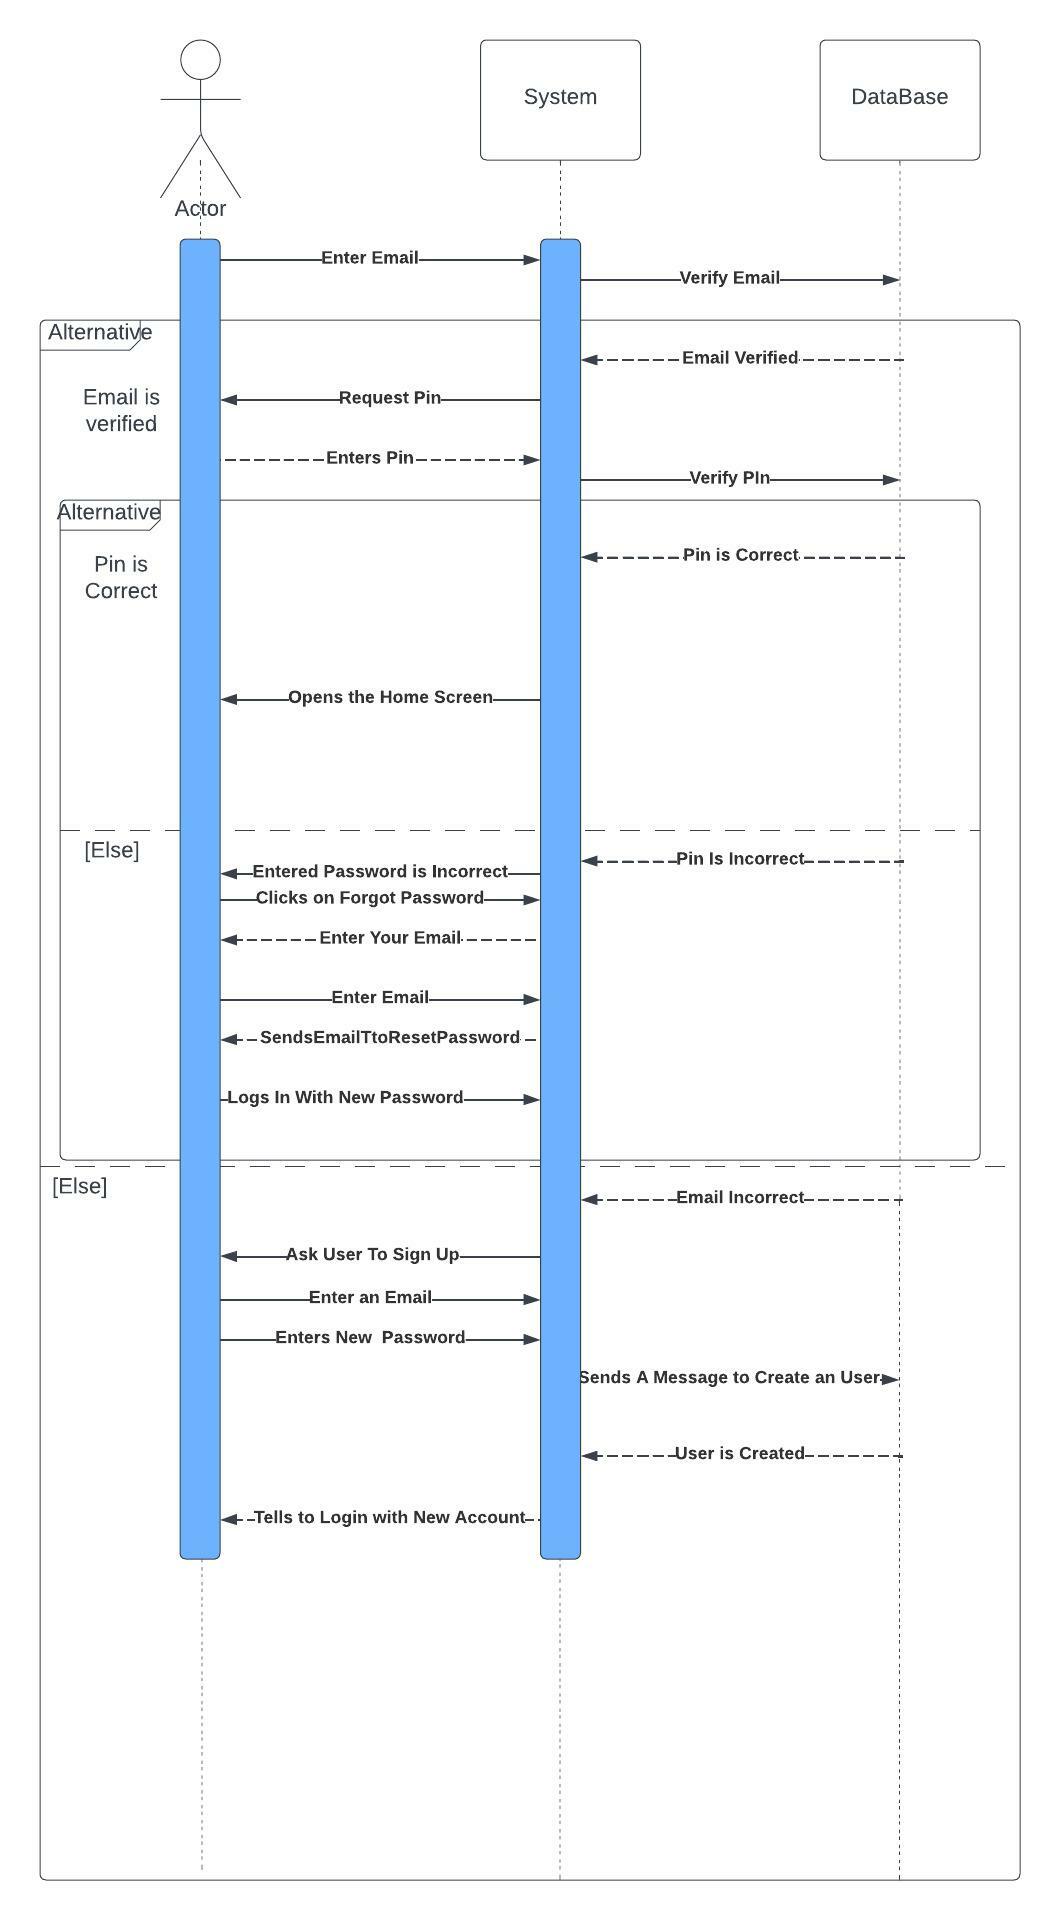 System
DataBase
Actor
Enter Email
Verify Email
Alternative
Email Verified
Email is
verified
Request Pin
Enters Pin
Verify PIn
Alternative
Pin is Correct
Pin is
Correct
Opens the Home Screen
[Else]
Pin Is Incorrect
Entered Password is Incorrect
Clicks on Forgot Password
Enter Your Email
Enter Email
SendsEmailTtoResetPassword
Logs In With New Password
[Else]
Email Incorrect
Ask User To Sign Up
Enter an Email
Enters New  Password
Sends A Message to Create an User
User is Created
Tells to Login with New Account